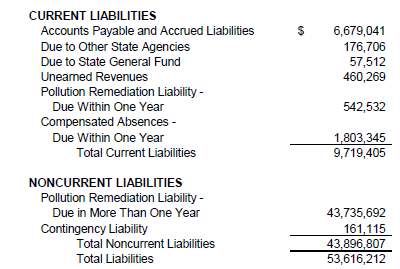 CURRENT LIABILITIES
Accounts Payable and Accrued Liabilities $ 6,679,041
Due to Other State Agencies 176,706
Due to State General Fund 57,512
Unearned Revenues 460,269
Pollution Remediation Liability -
Due Within One Year 542,532
Compensated Absences -
Due Within One Year 1,803,345
Total Current Liabilities 9,719,405
NONCURRENT LIABILITIES
Pollution Remediation Liability -
Due in More Than One Year 43,735,692
Contingency Liability 161,115
Total Noncurrent Liabilities 43,896,807
Total Liabilities 53,616,212